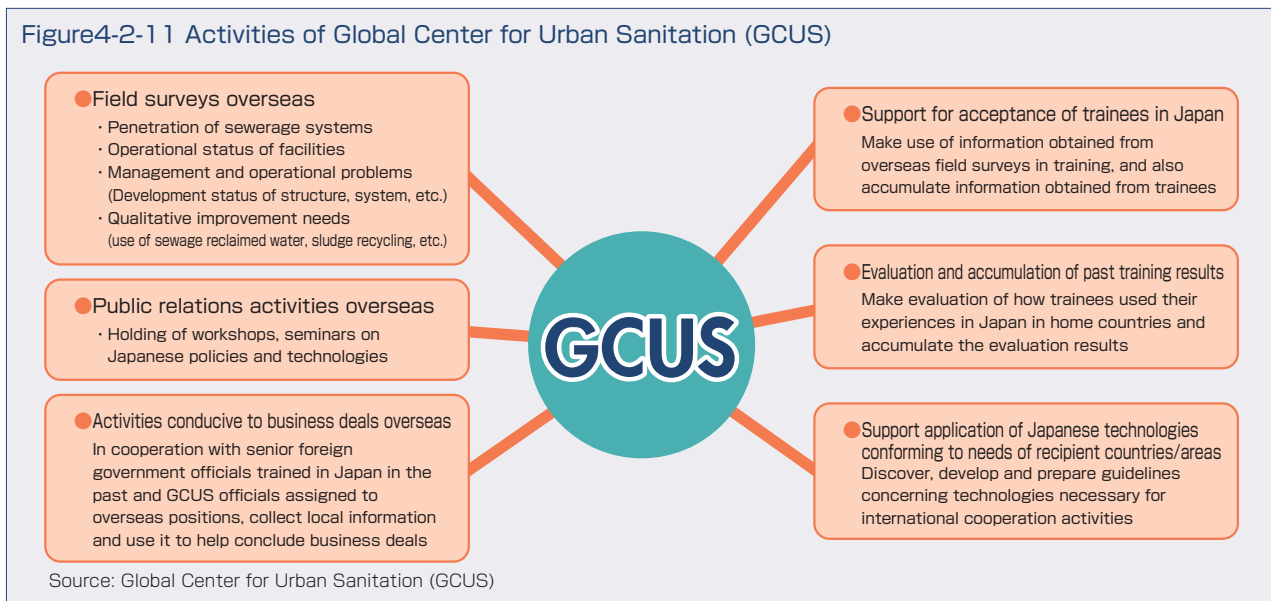 Figure4-2-11 Activities of Global Center for Urban Sanitation (GCUS)
●Field surveys overseas
・Penetration of sewerage systems
・Operational status of facilities
・Management and operational problems
(Development status of structure, system, etc.)
・Qualitative improvement needs
(use of sewage reclaimed water, sludge recycling, etc.)
●Public relations activities overseas
・Holding of workshops, seminars on
Japanese policies and technologies
●Activities conducive to business deals overseas
In cooperation with senior foreign
government officials trained in Japan in the
past and GCUS officials assigned to
overseas positions, collect local information
and use it to help conclude business deals
GCUS
●Support for acceptance of trainees in Japan
Make use of information obtained from
overseas field surveys in training, and also
accumulate information obtained from trainees
●Evaluation and accumulation of past training results
Make evaluation of how trainees used their
experiences in Japan in home countries and
accumulate the evaluation results
●Support application of Japanese technologies
conforming to needs of recipient countries/areas
Discover, develop and prepare guidelines
concerning technologies necessary for
international cooperation activities
Source: Global Center for Urban Sanitation (GCUS)